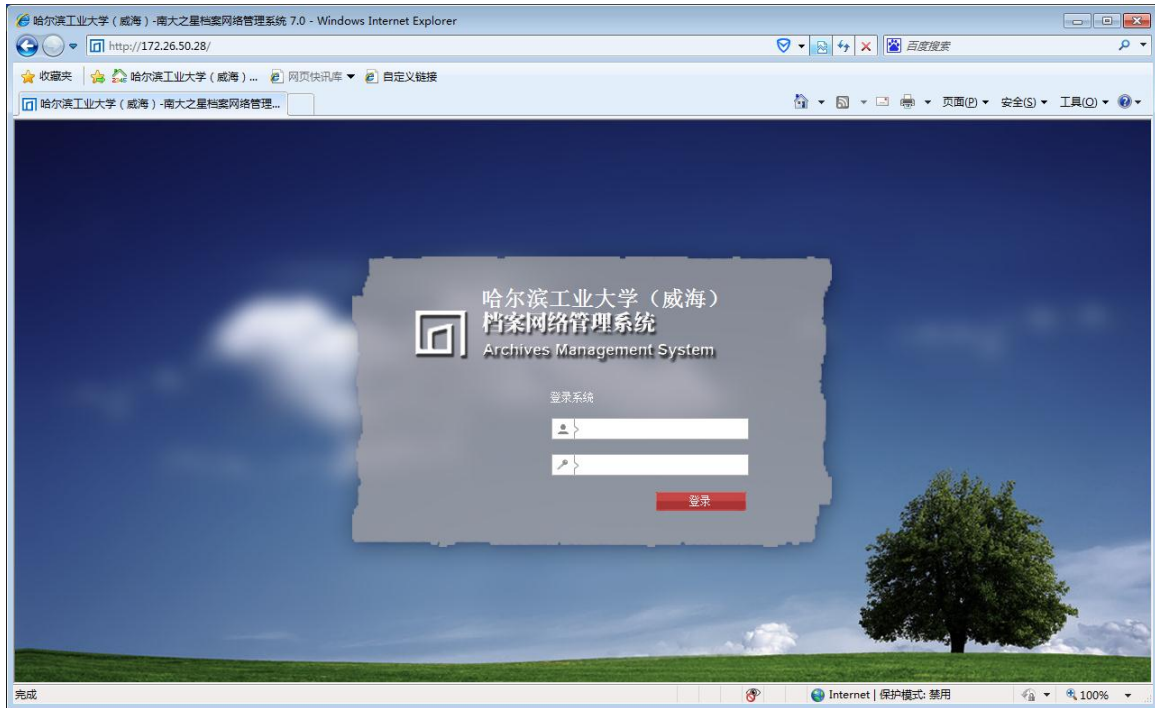 哈尔滨工业大学（威海）-南大之星档案网络管理系统 7.0 - Windows Internet Explorer
http://172.26.50.28/
百度搜索
收藏夹 哈尔滨工业大学（威海）... 网页快讯库 自定义链接
哈尔滨工业大学（威海）-南大之星档案网络管理...
页面(P) 安全(S) 工具(O)
哈尔滨工业大学（威海）
档案网络管理系统
Archives Management System
登录系统
登录
完成
Internet | 保护模式: 禁用
100%